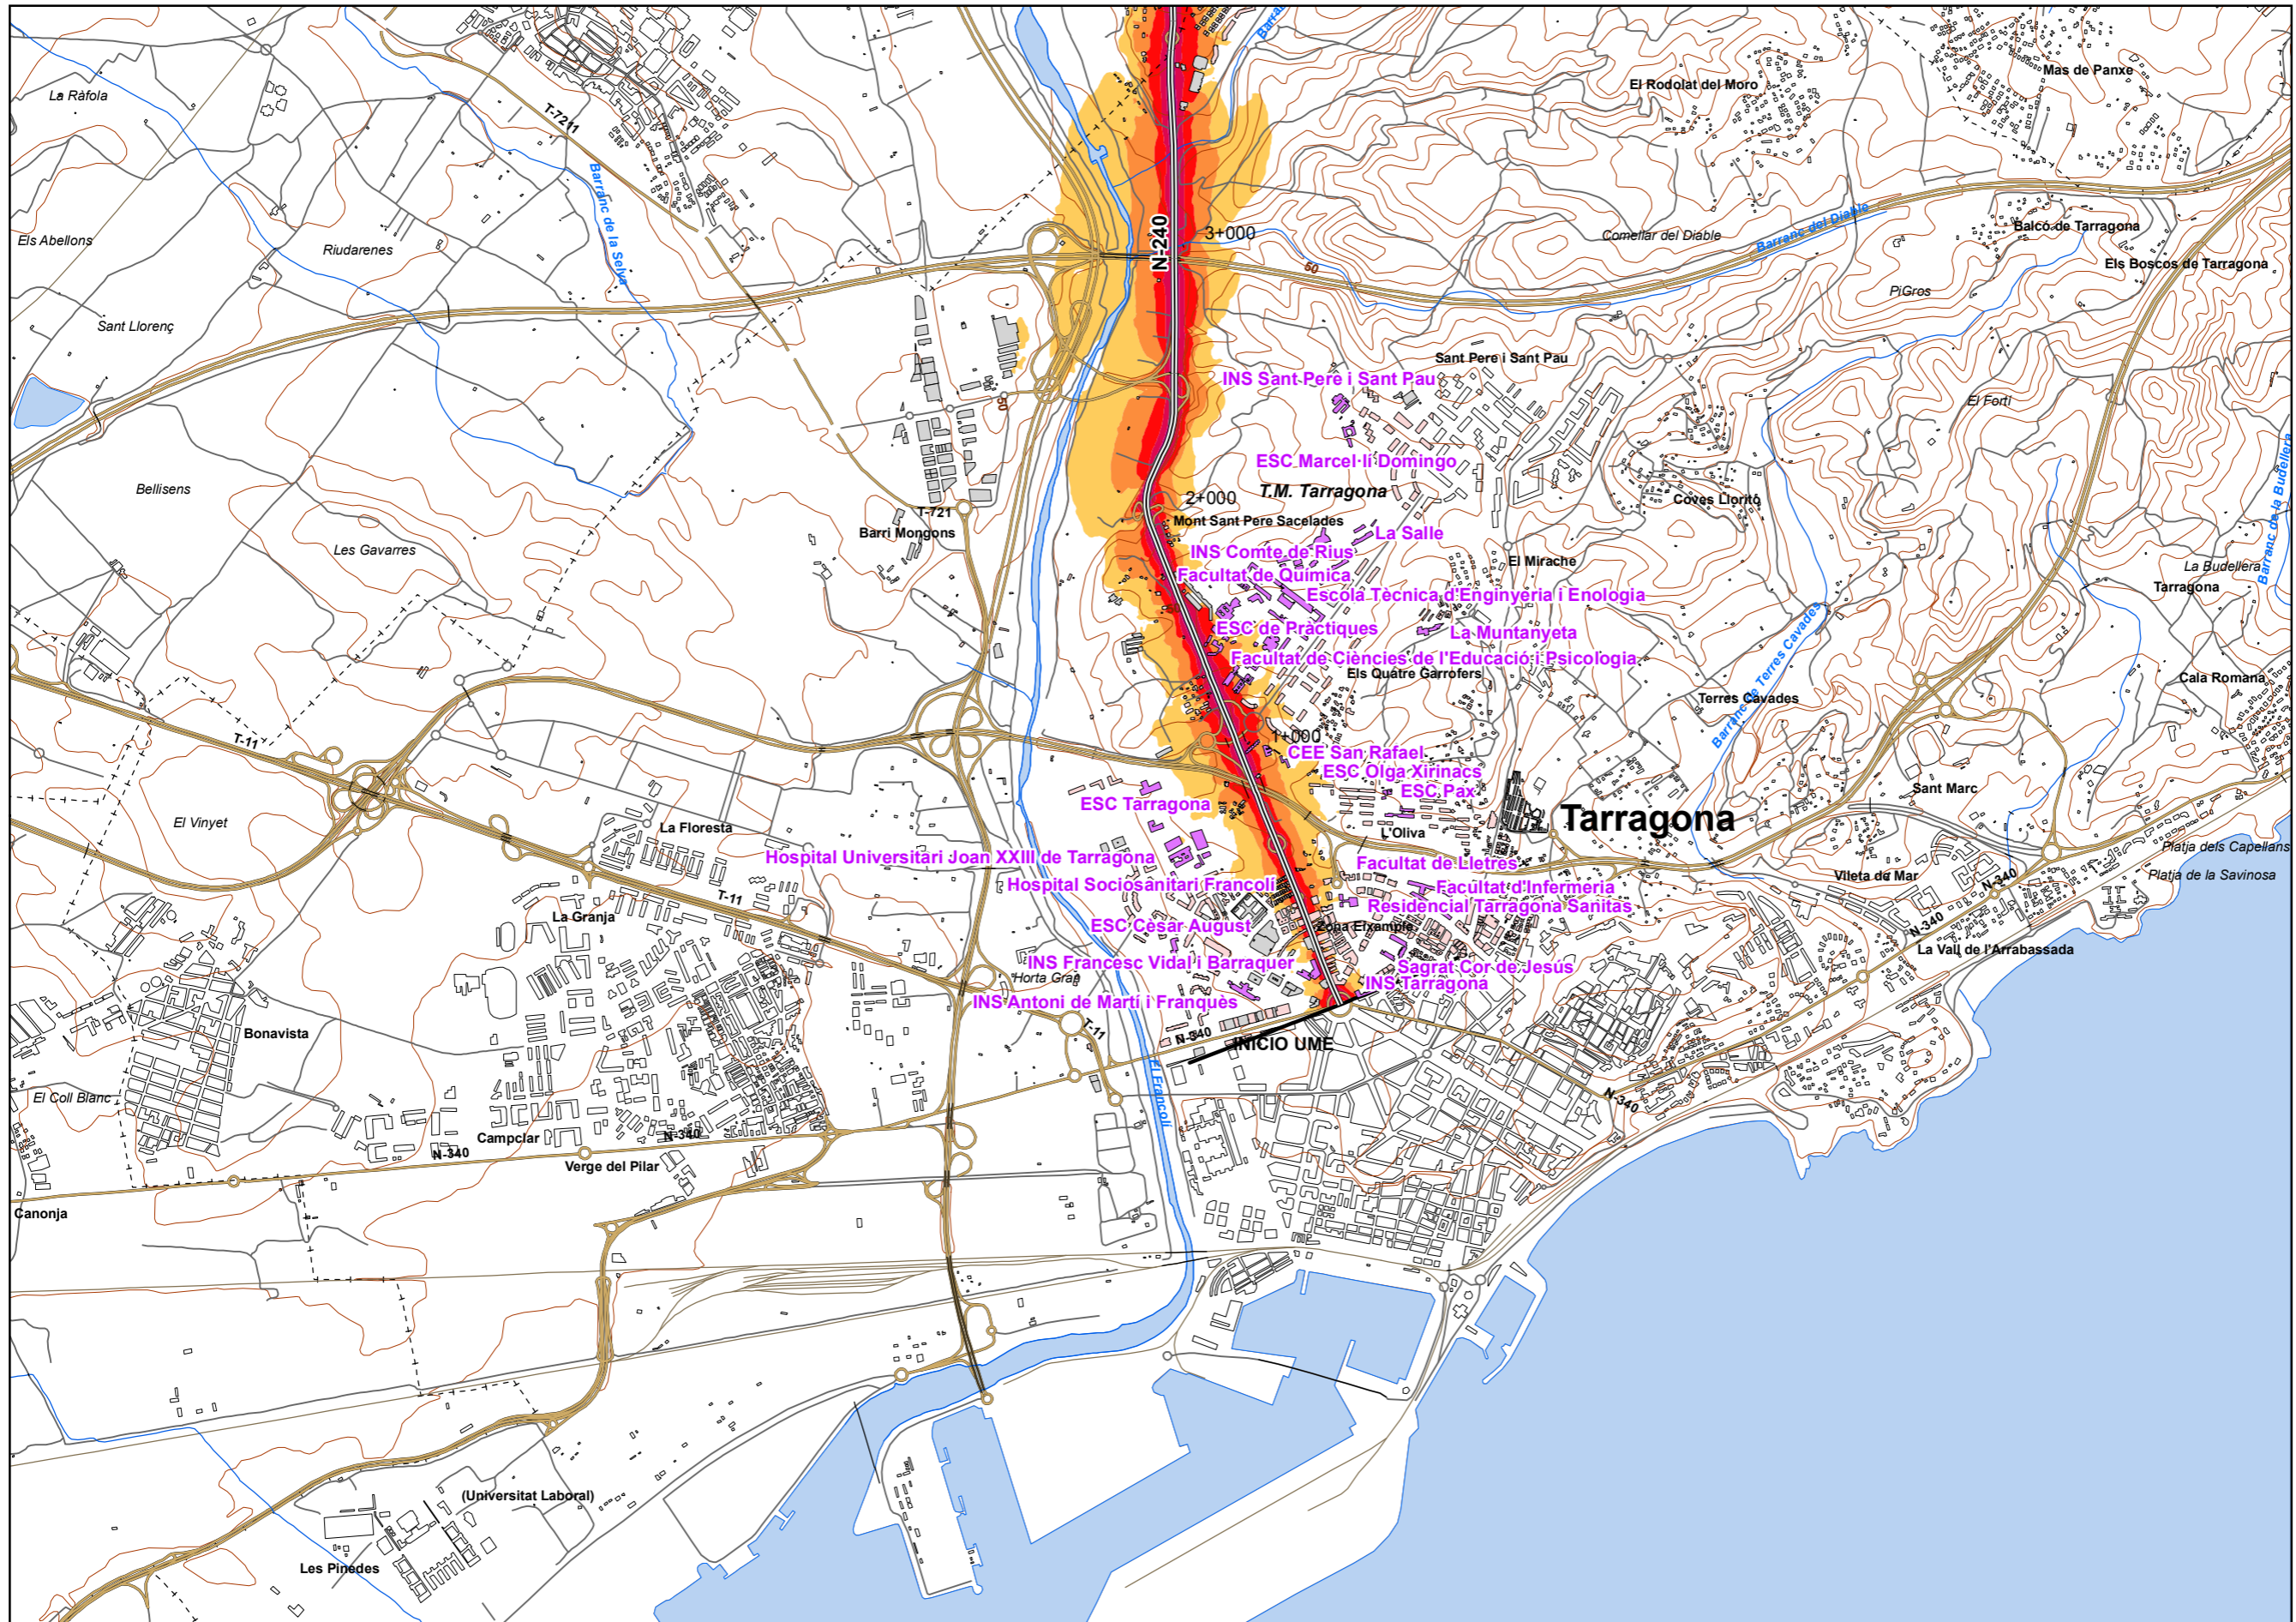 Barra
La Ràfola
T-7211
El Rodolat del Moro
Mas de Panxe
Barranc de la Selva
Els Abellons
Riudarenes
N-240
3+000
Comellar del Diable
Barranc del Diable
Balcó de Tarragona
Els Boscos de Tarragona
50
PiGros
Sant Llorenç
Sant Pere i Sant Pau
INS Sant Pere i Sant Pau
50
El Fortí
Bellisens
ESC Marcel·lí Domingo
T.M. Tarragona
2+000
Coves Lloritó
Barranc de la Budellera
T-721
Mont Sant Pere Sacelades
Barri Mongons
La Salle
Les Gavarres
INS Comte de Rius
El Mirache
La Budellera
Facultat de Química
Tarragona
Escola Tècnica d'Enginyeria i Enologia
50
ESC de Pràctiques
La Muntanyeta
Barranc de Terres Cavades
Facultat de Ciències de l'Educació i Psicologia
Els Quatre Garrofers
Cala Romana
Terres Cavades
T-11
1+000
CEE San Rafael
ESC Olga Xirinacs
ESC Pax
Sant Marc
ESC Tarragona
El Vinyet
La Floresta
L'Oliva
Tarragona
Platja dels Capellans
Hospital Universitari Joan XXIII de Tarragona
Facultat de Lletres
Vileta de Mar
Platja de la Savinosa
Hospital Sociosanitari Francolí
Facultat d'Infermeria
N-340
T-11
Residencial Tarragona Sanitas
La Granja
ESC Cèsar August
Zona Eixample
N-340
La Vall de l'Arrabassada
INS Francesc Vidal i Barraquer
Sagrat Cor de Jesús
Horta Gran
INS Tarragona
INS Antoni de Martí i Franquès
Bonavista
T-11
N-340
INICIO UME
El Francolí
El Coll Blanc
N-340
Campclar
N-340
N-340
Verge del Pilar
Canonja
(Universitat Laboral)
Les Pinedes